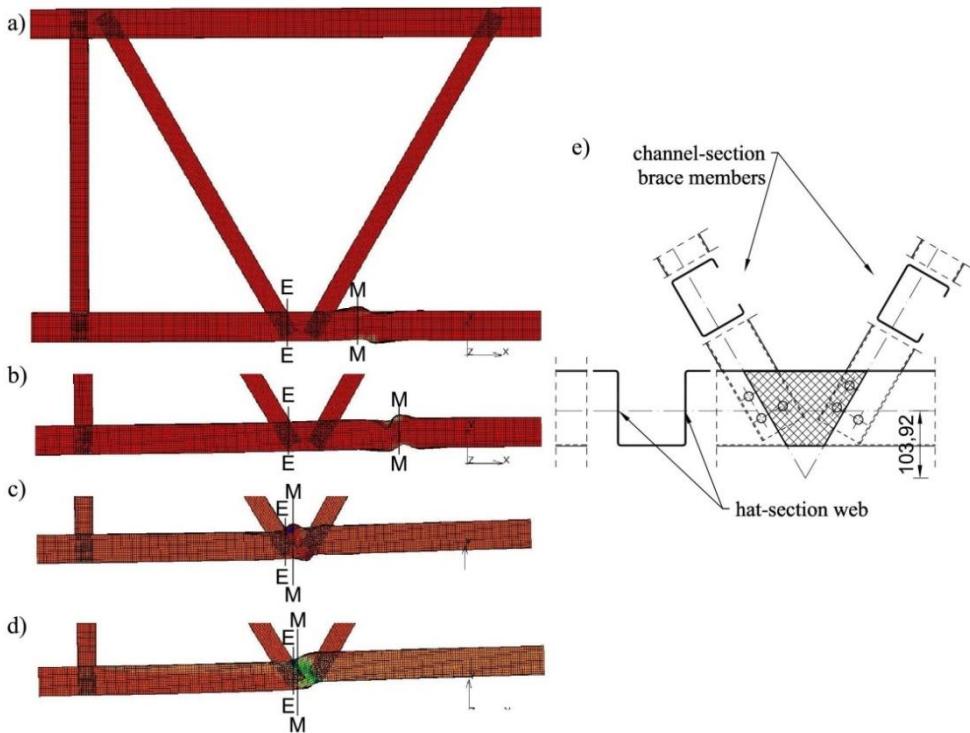 a)
E
M
E
M
z
x
b)
E
M
E
M
z
x
c)
M
E
E
M
d)
M
E
E
M
e)
channel-section
brace members
103,92
hat-section web